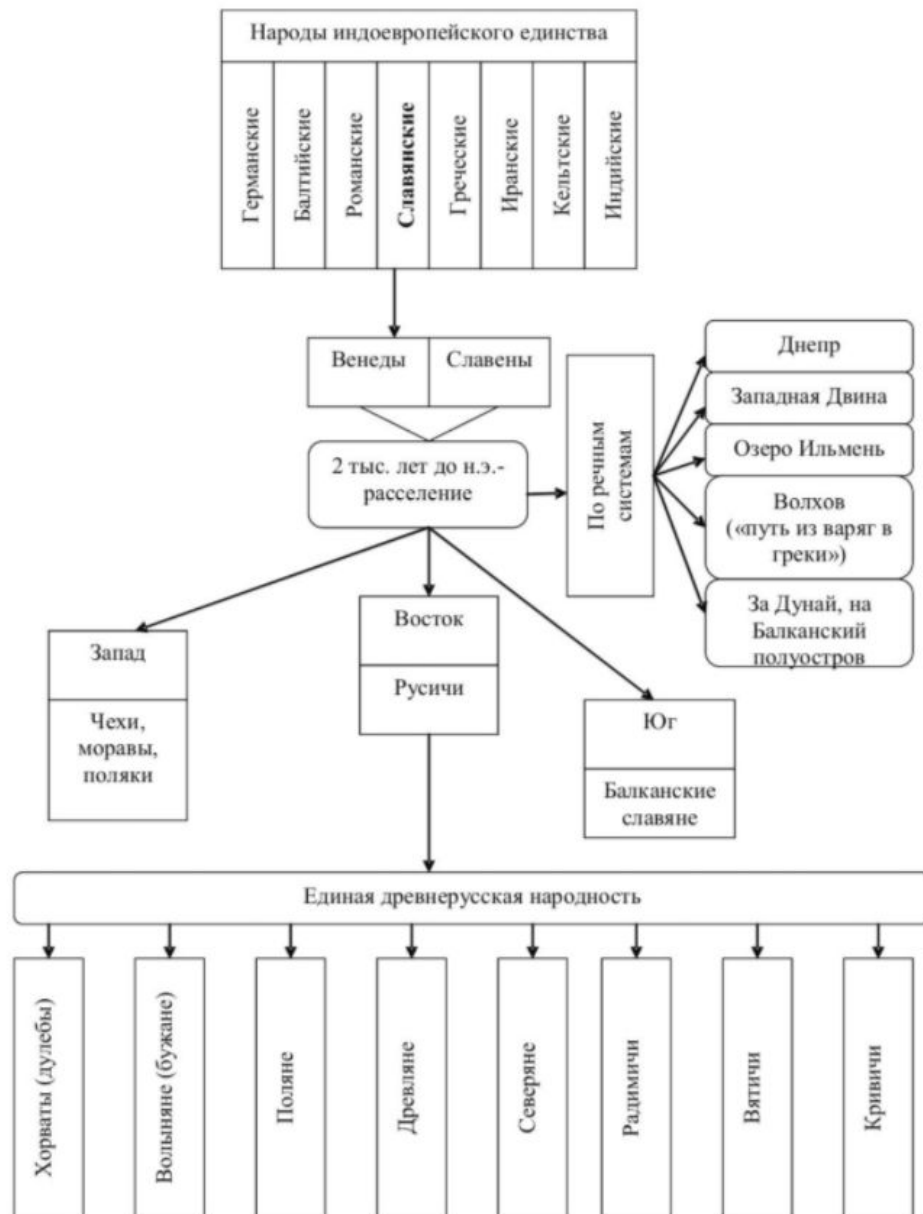 Народы индоевропейского единства
Германские
Балтийские
Романские
Славянские
Греческие
Иранские
Кельтские
Индийские
Венеды
Славены
2 тыс. лет до н.э.-
расселение
По речным
системам
Днепр
Западная Двина
Озеро Ильмень
Волхов
(«путь из варяг в
греки»)
За Дунай, на
Балканский
полуостров
Запад
Чехи,
моравы,
поляки
Восток
Русичи
Юг
Балканские
славяне
Единая древнерусская народность
Хорваты (дулебы)
Волыняне (бужане)
Поляне
Древляне
Северяне
Радимичи
Вятичи
Кривичи